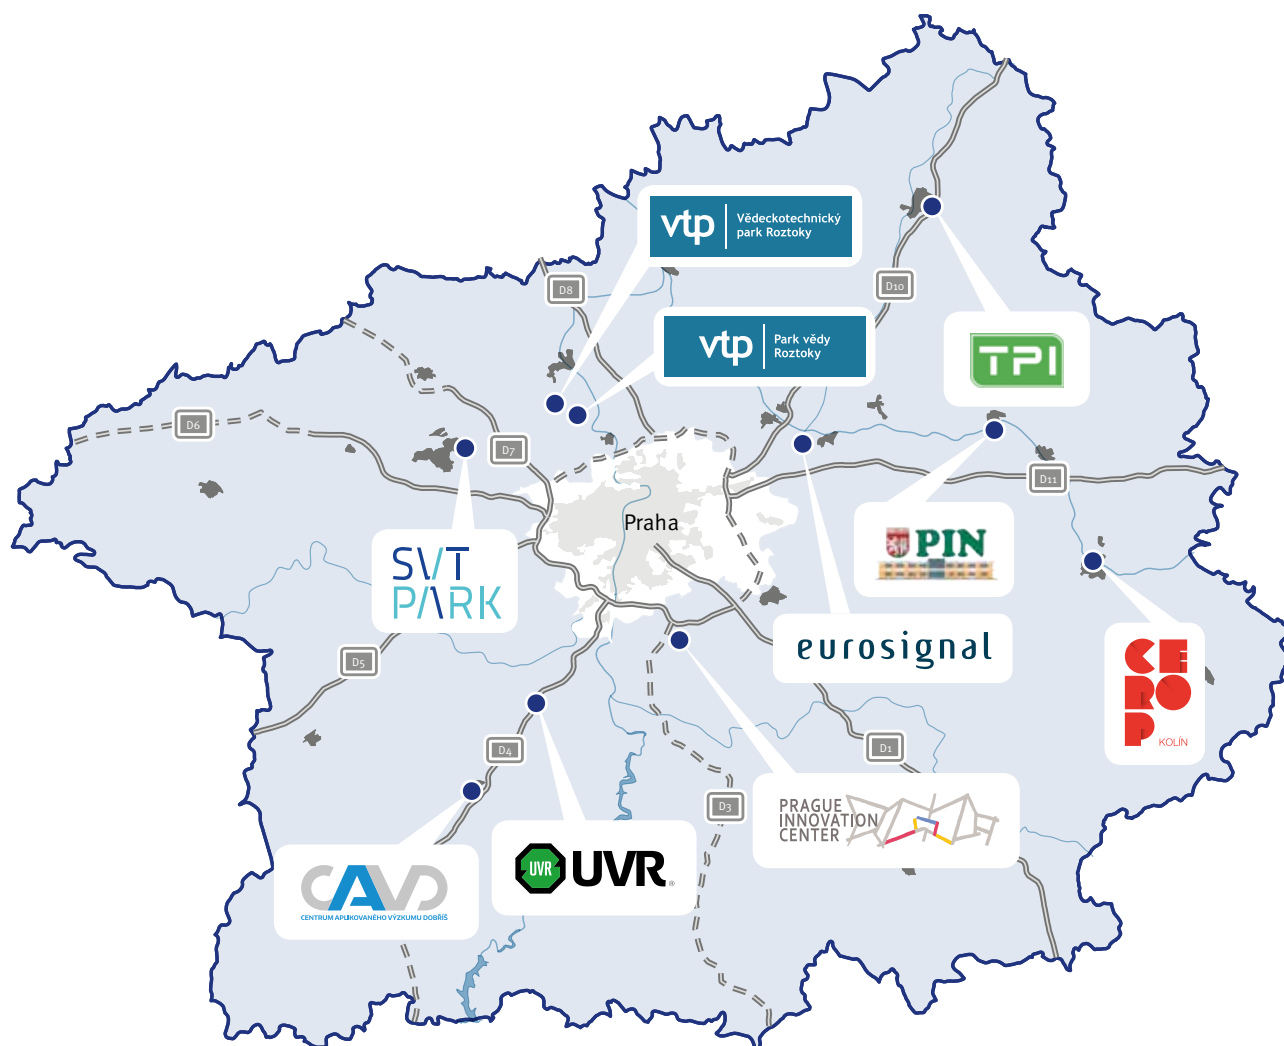 vtp
Vědeckotechnický
park Roztoky
D8
D10
vtp
Park vědy
Roztoky
TPI
D6
D7
D11
Praha
SVT
PARK
PIN
eurosignal
CE
RO
P
KOLÍN
D5
D4
D1
D3
PRAGUE
INNOVATION
CENTER
UVR
UVR®
CAVD
CENTRUM APLIKOVANÉHO VÝZKUMU DOBŘÍŠ